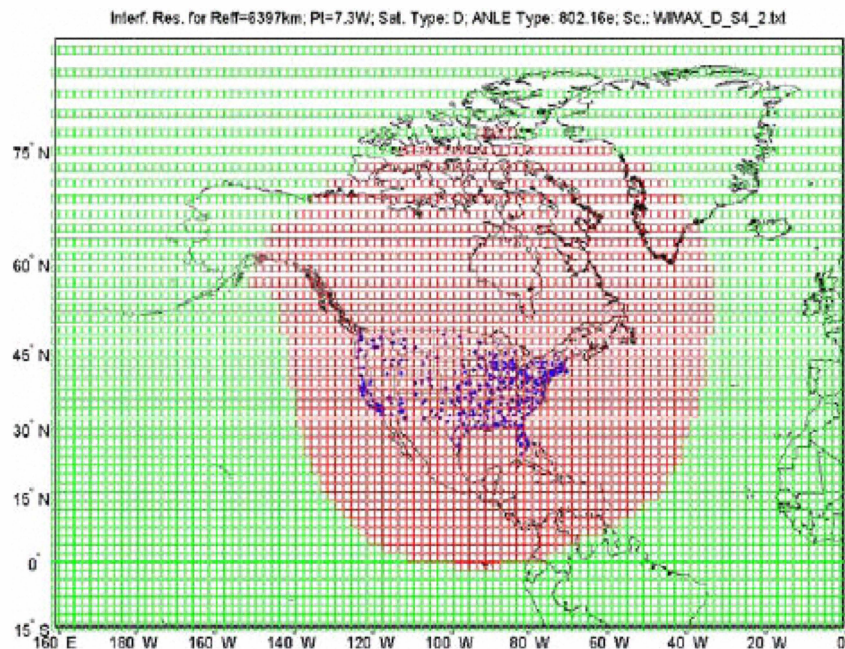 Interf. Res. for Reff=6397km; Pt=7.3W; Sat. Type: D; ANLE Type: 802.16e; Sc.: WIMAX_D_S4_2.txt
75° N
60° N
45° N
30° N
15° N
0°
15° S
160° E 180° W 160° W 140° W 120° W 100° W 80° W 60° W 40° W 20° W 0° W